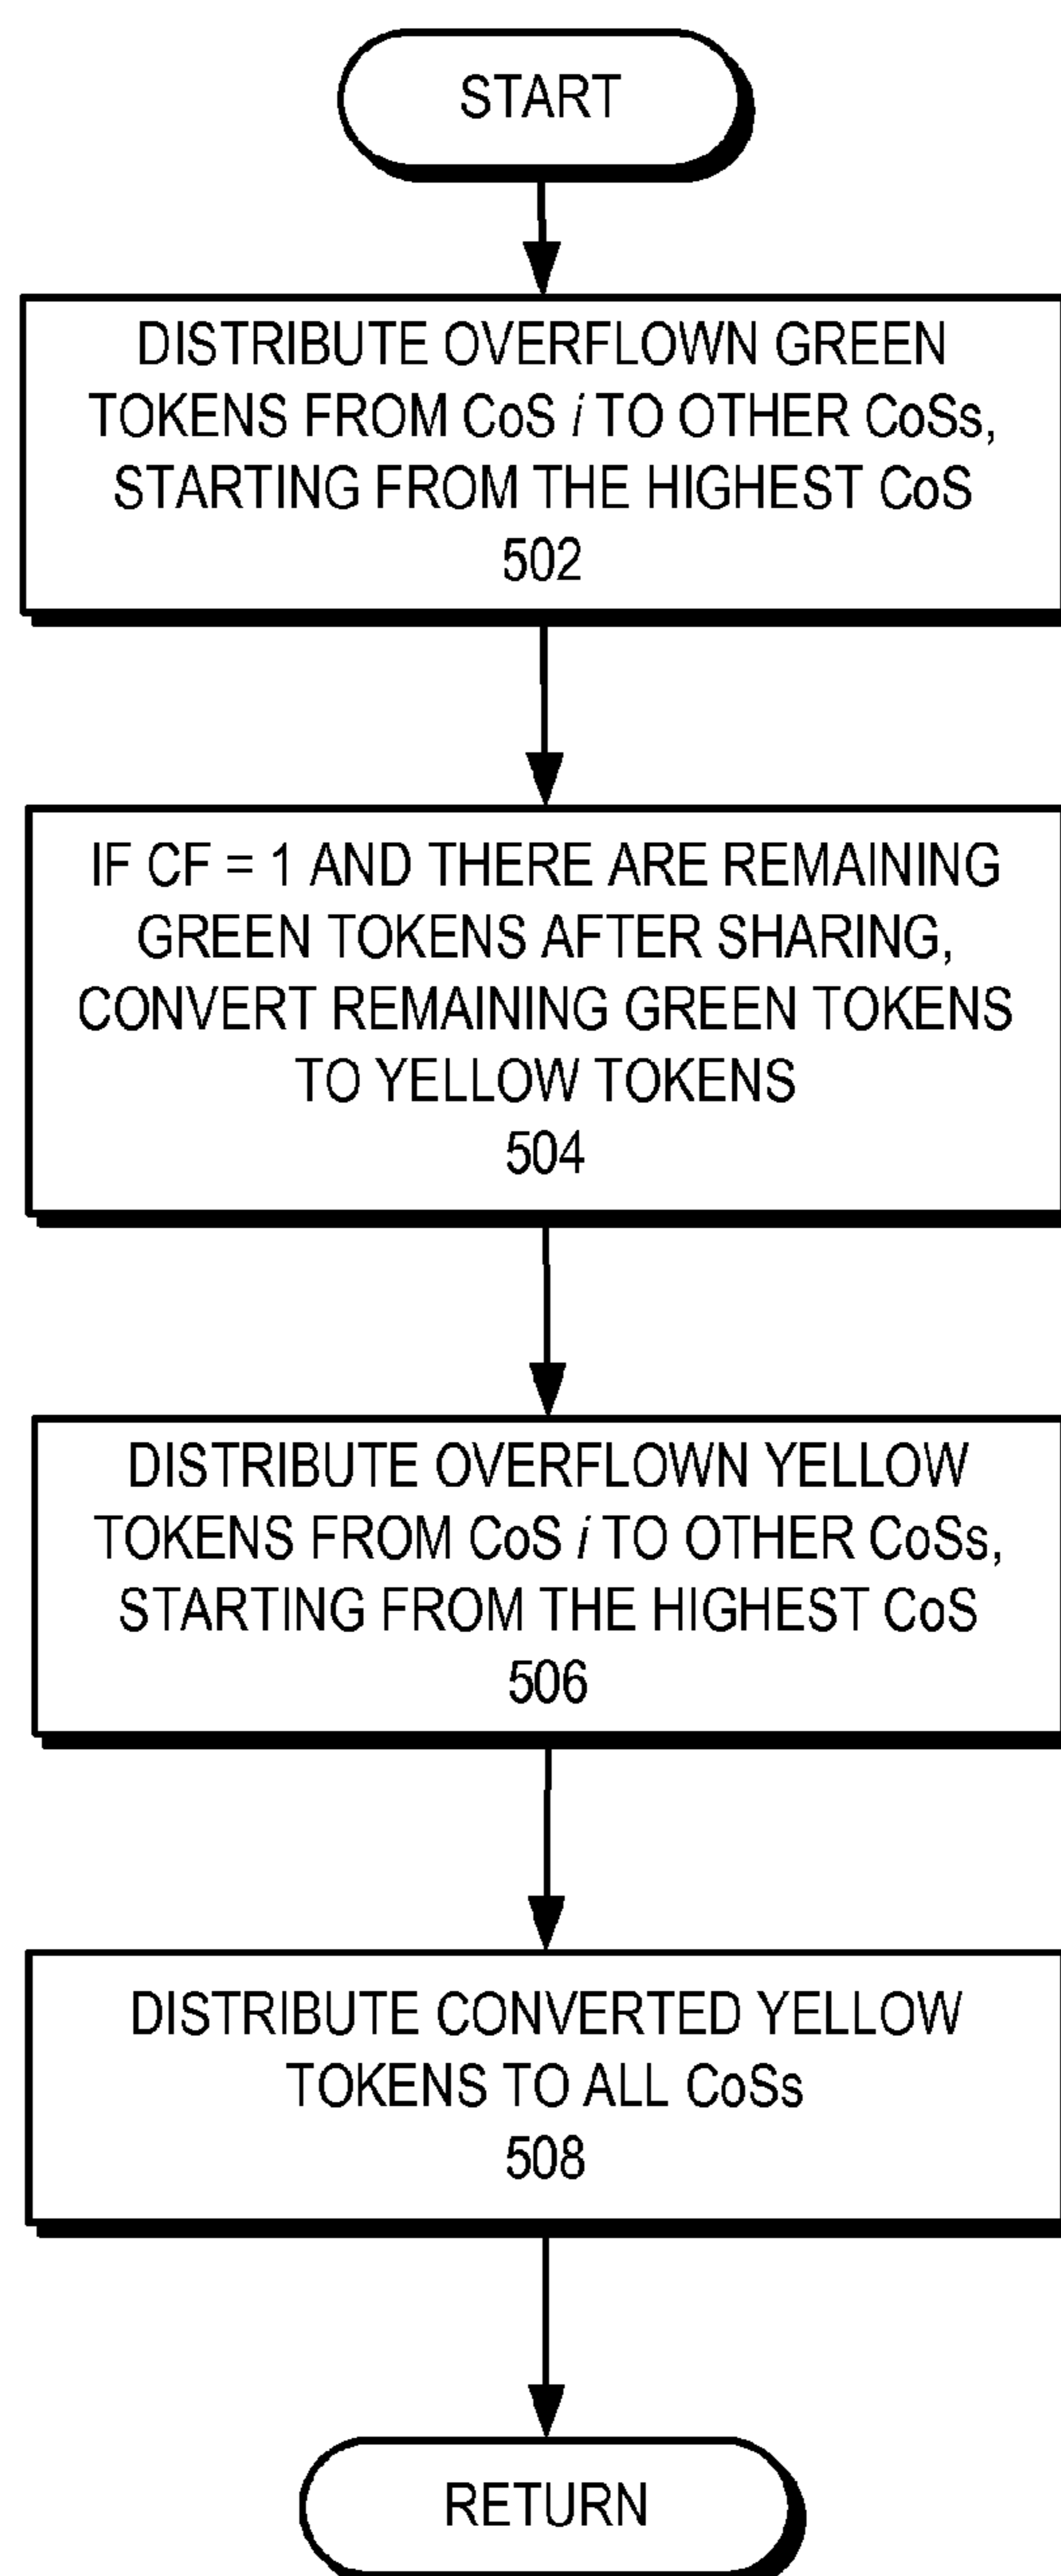 START
DISTRIBUTE OVERFLOWN GREEN
TOKENS FROM CoS i TO OTHER CoSs,
STARTING FROM THE HIGHEST CoS
502
IF CF = 1 AND THERE ARE REMAINING
GREEN TOKENS AFTER SHARING,
CONVERT REMAINING GREEN TOKENS
TO YELLOW TOKENS
504
DISTRIBUTE OVERFLOWN YELLOW
TOKENS FROM CoS i TO OTHER CoSs,
STARTING FROM THE HIGHEST CoS
506
DISTRIBUTE CONVERTED YELLOW
TOKENS TO ALL CoSs
508
RETURN